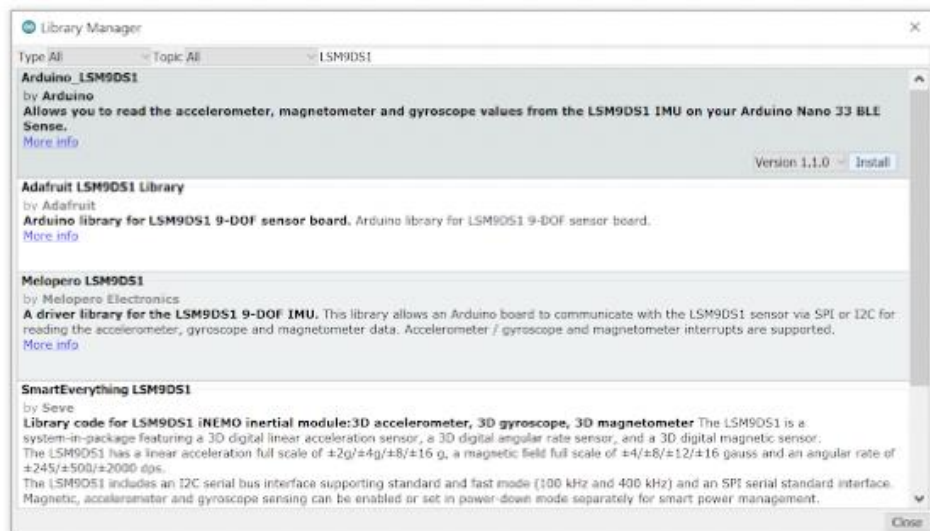 Library Manager
Type All Topic All LSM9DS1
Arduino_LSM9DS1
by Arduino
Allows you to read the accelerometer, magnetometer and gyroscope values from the LSM9DS1 IMU on your Arduino Nano 33 BLE
Sense.
More info
Version 1.1.0 Install
Adafruit LSM9DS1 Library
by Adafruit
Arduino library for LSM9DS1 9-DOF sensor board. Arduino library for LSM9DS1 9-DOF sensor board.
More info
Melopero LSM9DS1
by Melopero Electronics
A driver library for the LSM9DS1 9-DOF IMU. This library allows an Arduino board to communicate with the LSM9DS1 sensor via SPI or I2C for
reading the accelerometer, gyroscope and magnetometer data. Accelerometer / gyroscope and magnetometer interrupts are supported.
More info
SmartEverything LSM9DS1
by Seve
Library code for LSM9DS1 iNEMO inertial module:3D accelerometer, 3D gyroscope, 3D magnetometer The LSM9DS1 is a
system-in-package featuring a 3D digital linear acceleration sensor, a 3D digital angular rate sensor, and a 3D digital magnetic sensor.
The LSM9DS1 has a linear acceleration full scale of ±2g/±4g/±8/±16 g, a magnetic field full scale of ±4/±8/±12/±16 gauss and an angular rate of
±245/±500/±2000 dps.
The LSM9DS1 includes an I2C serial bus interface supporting standard and fast mode (100 kHz and 400 kHz) and an SPI serial standard interface.
Magnetic, accelerometer and gyroscope sensing can be enabled or set in power-down mode separately for smart power management.
Close